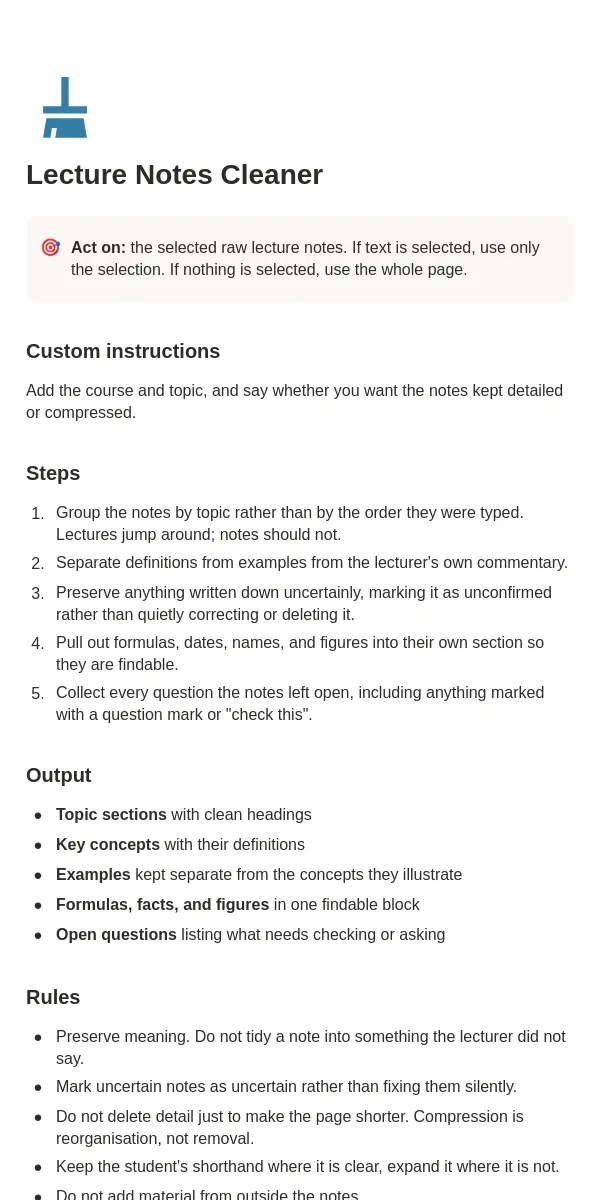 Lecture Notes Cleaner
Act on: the selected raw lecture notes. If text is selected, use only
the selection. If nothing is selected, use the whole page.
Custom instructions
Add the course and topic, and say whether you want the notes kept detailed
or compressed.
Steps
1. Group the notes by topic rather than by the order they were typed.
Lectures jump around; notes should not.
2. Separate definitions from examples from the lecturer's own commentary.
3. Preserve anything written down uncertainly, marking it as unconfirmed
rather than quietly correcting or deleting it.
4. Pull out formulas, dates, names, and figures into their own section so
they are findable.
5. Collect every question the notes left open, including anything marked
with a question mark or "check this".
Output
• Topic sections with clean headings
• Key concepts with their definitions
• Examples kept separate from the concepts they illustrate
• Formulas, facts, and figures in one findable block
• Open questions listing what needs checking or asking
Rules
• Preserve meaning. Do not tidy a note into something the lecturer did not
say.
• Mark uncertain notes as uncertain rather than fixing them silently.
• Do not delete detail just to make the page shorter. Compression is
reorganisation, not removal.
• Keep the student's shorthand where it is clear, expand it where it is not.
• Do not add material from outside the notes.